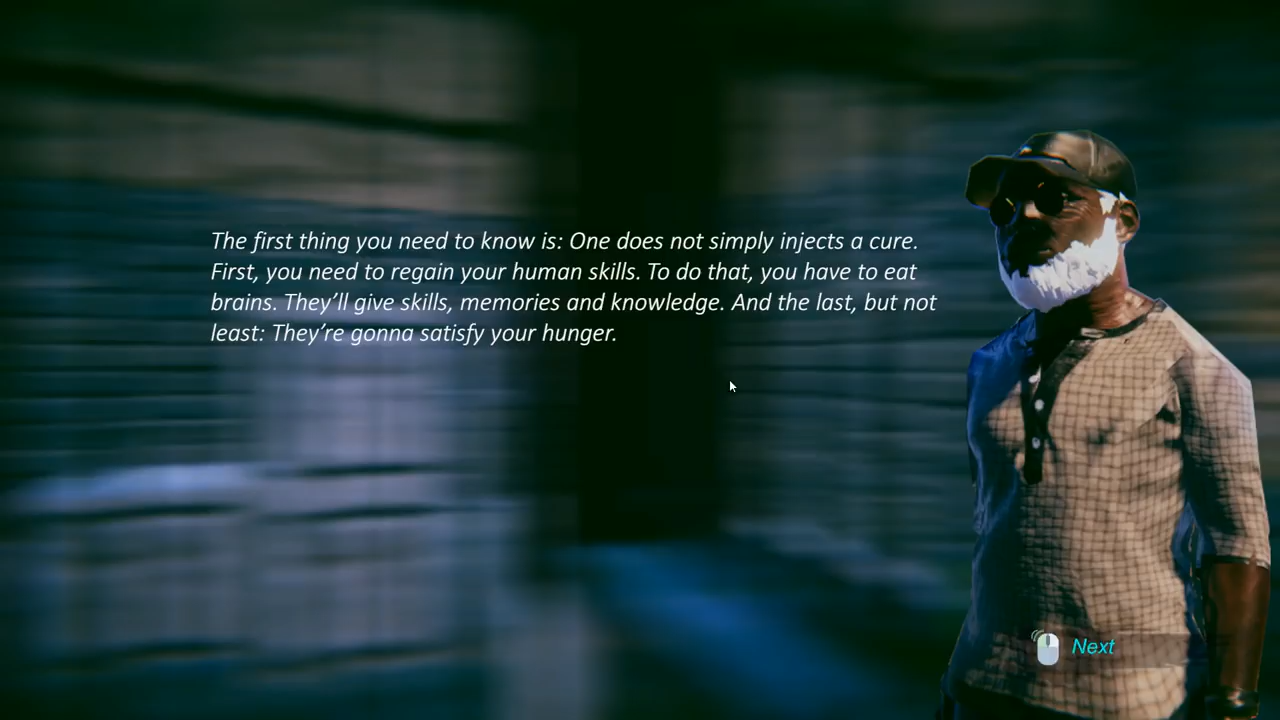 The first thing you need to know is: One does not simply injects a cure.
First, you need to regain your human skills. To do that, you have to eat
brains. They’ll give skills, memories and knowledge. And the last, but not
least: They’re gonna satisfy your hunger.
Next